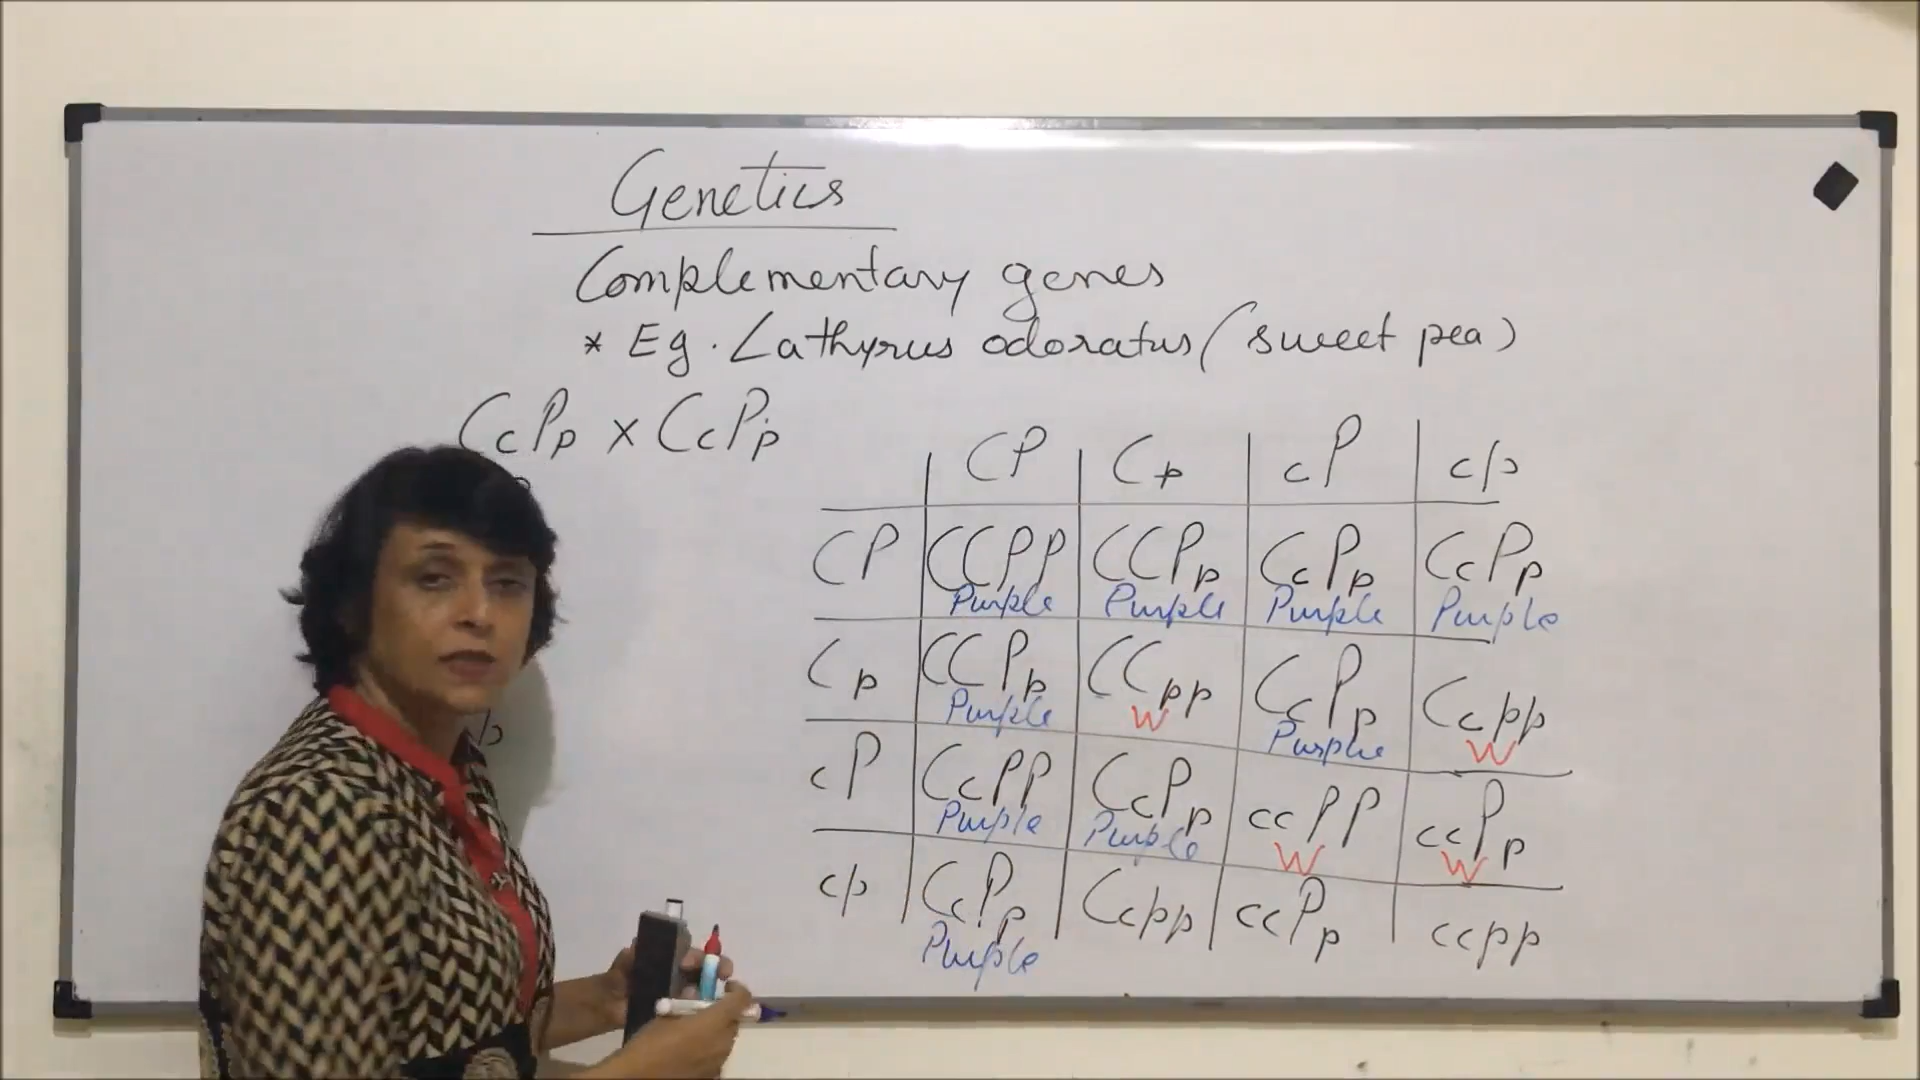 Genetics
Complementary genes
* Eg. Lathyrus odoratus (sweet pea)
CcPp x CcPp
CP Cp cP cp
CP CCPP CCPp CcPp CcPp
Purple Purple Purple Purple
Cp CCPp CCpp CcPp Ccpp
Purple W Purple W
cP CcPP CcPp ccPP ccPp
Purple Purple W W
cp CcPp Ccpp ccPp ccpp
Purple